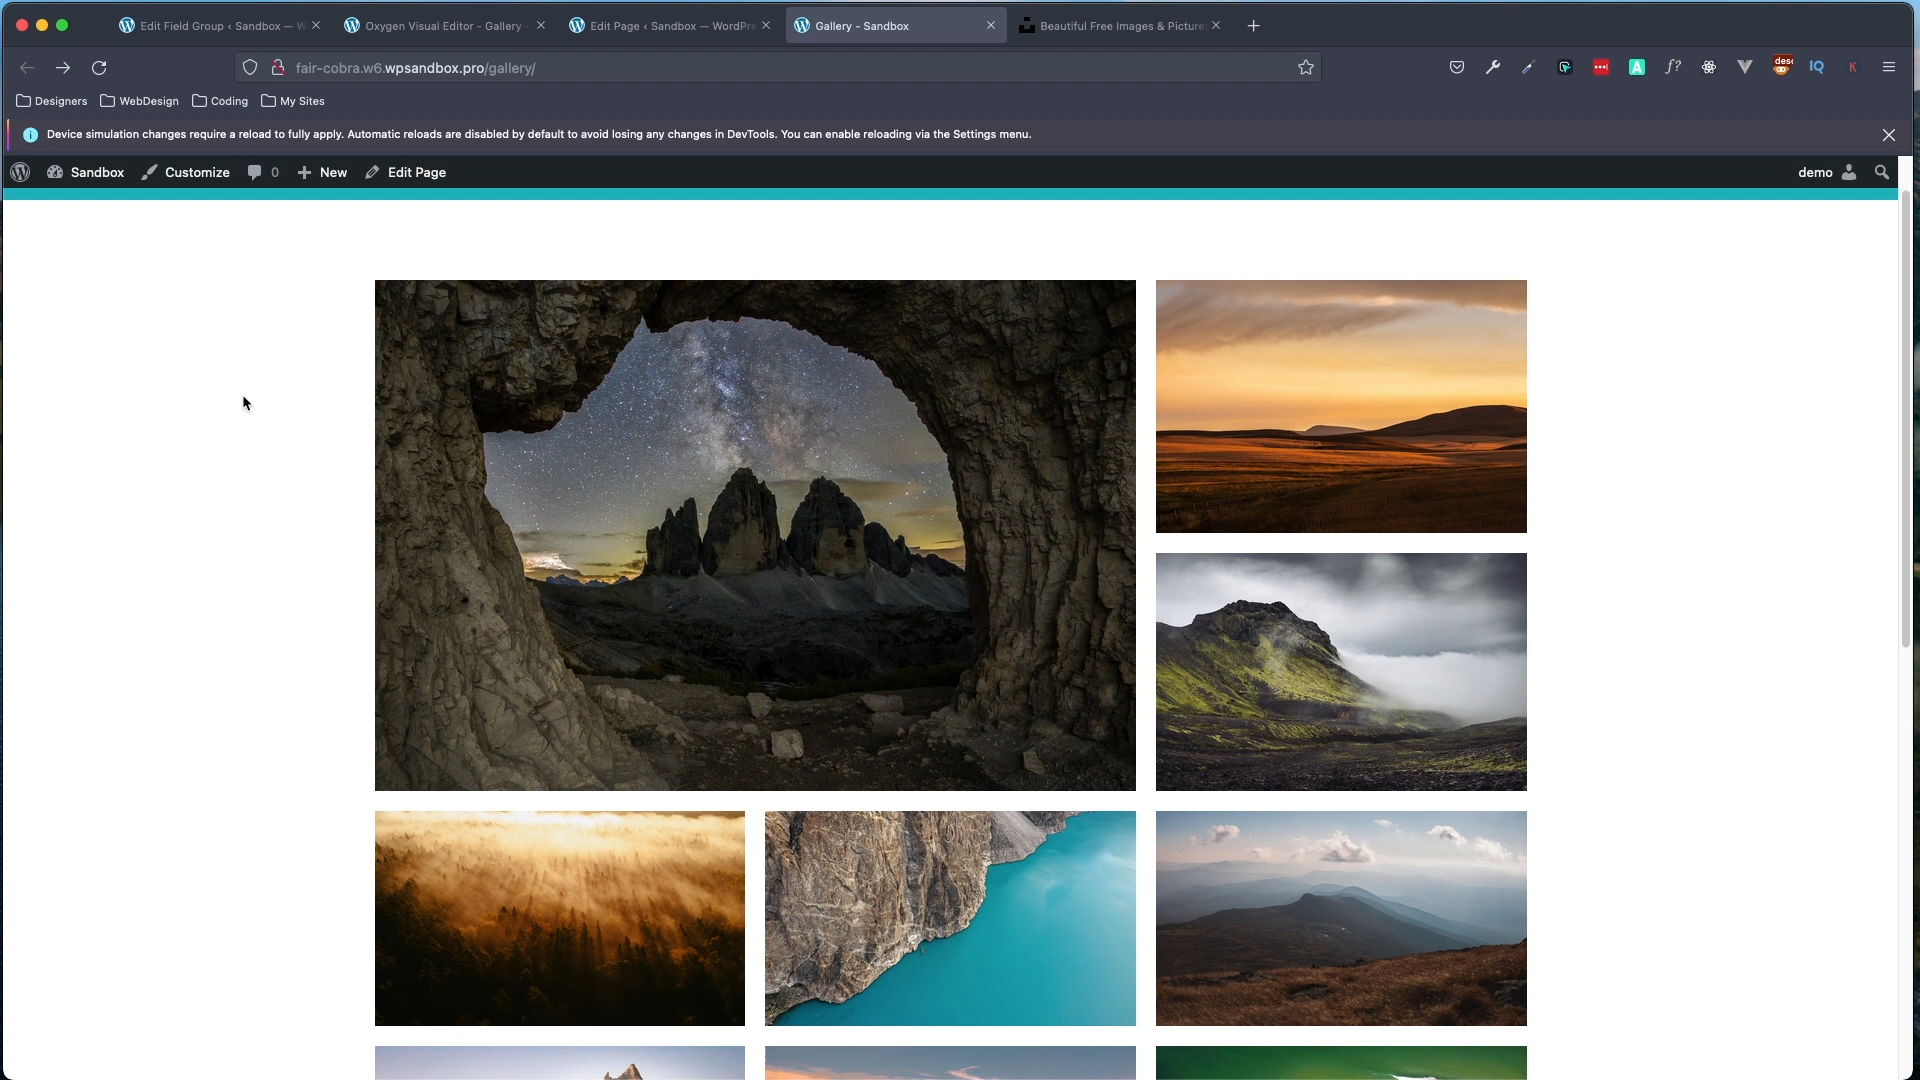 Edit Field Group ‹ Sandbox — W
Oxygen Visual Editor - Gallery -
Edit Page ‹ Sandbox — WordPre
Gallery - Sandbox
Beautiful Free Images & Pictures
fair-cobra.w6.wpsandbox.pro/gallery/
desc
f?
A
IQ
K
Designers
WebDesign
Coding
My Sites
Device simulation changes require a reload to fully apply. Automatic reloads are disabled by default to avoid losing any changes in DevTools. You can enable reloading via the Settings menu.
Sandbox
Customize
0
New
Edit Page
demo